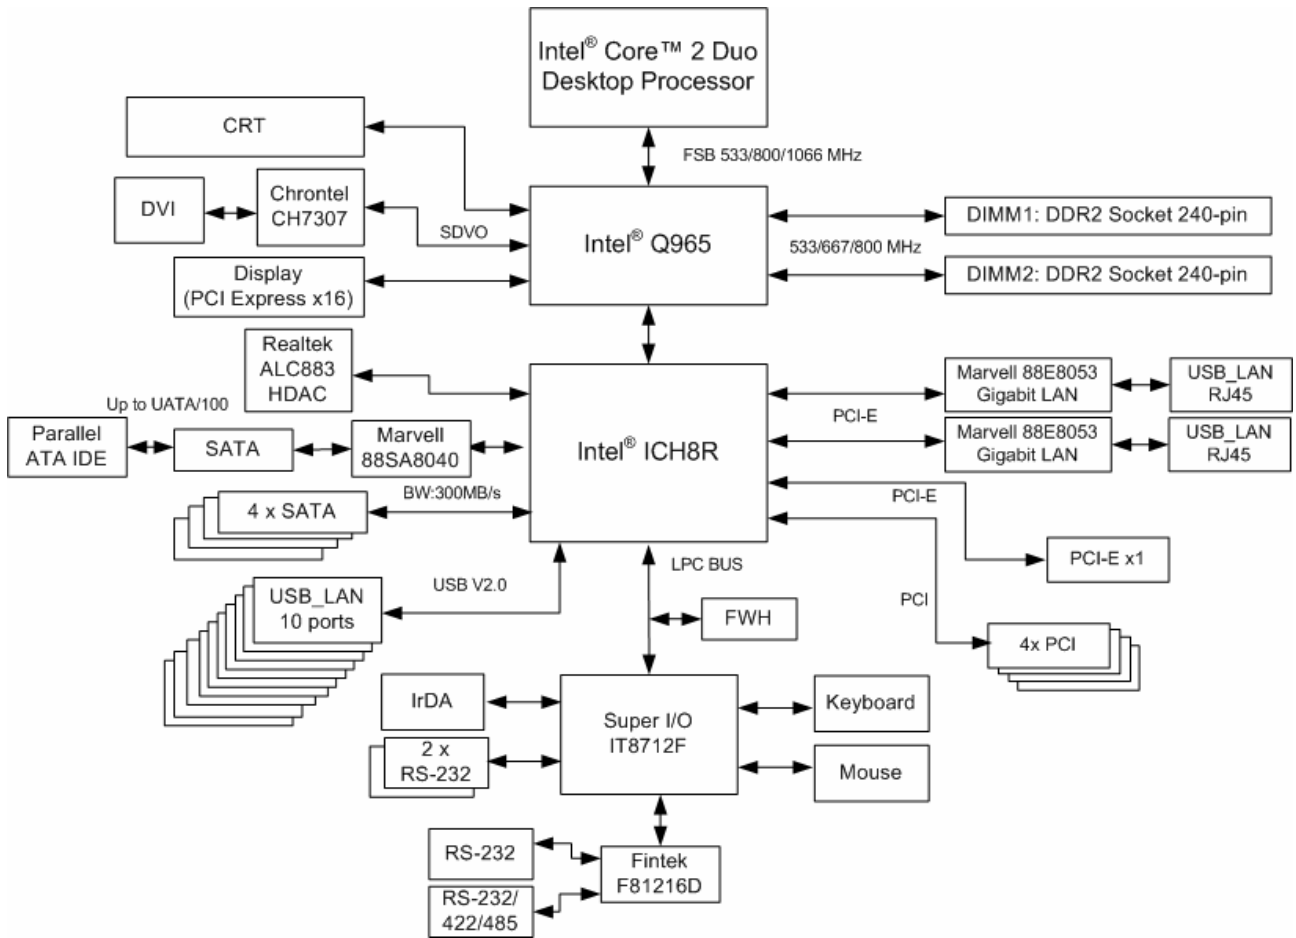 Intel® Core™ 2 Duo
Desktop Processor
CRT
FSB 533/800/1066 MHz
DVI
Chrontel
CH7307
SDVO
Intel® Q965
DIMM1: DDR2 Socket 240-pin
533/667/800 MHz
DIMM2: DDR2 Socket 240-pin
Display
(PCI Express x16)
Realtek
ALC883
HDAC
Up to UATA/100
Parallel
ATA IDE
SATA
Marvell
88SA8040
Intel® ICH8R
Marvell 88E8053
Gigabit LAN
USB_LAN
RJ45
PCI-E
Marvell 88E8053
Gigabit LAN
USB_LAN
RJ45
BW:300MB/s
4 x SATA
PCI-E
PCI-E x1
LPC BUS
USB V2.0
USB_LAN
10 ports
FWH
PCI
4x PCI
IrDA
2 x
RS-232
Super I/O
IT8712F
Keyboard
Mouse
RS-232
RS-232/
422/485
Fintek
F81216D